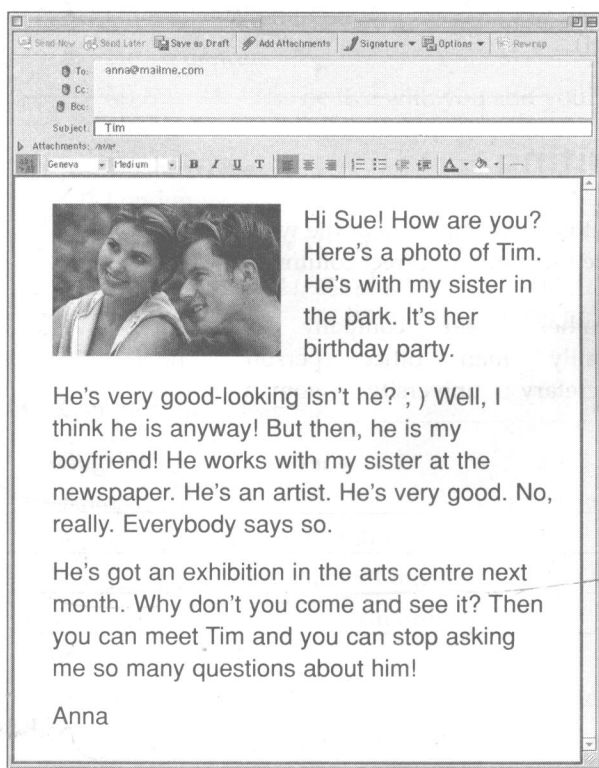 Send Now Send Later Save as Draft Add Attachments Signature Options Rewrap
To: anna@mailme.com
Cc:
Bcc:
Subject: Tim
Attachments: none
Geneva Medium B I U T
Hi Sue! How are you?
Here's a photo of Tim.
He's with my sister in
the park. It's her
birthday party.
He's very good-looking isn't he? ; ) Well, I
think he is anyway! But then, he is my
boyfriend! He works with my sister at the
newspaper. He's an artist. He's very good. No,
really. Everybody says so.
He's got an exhibition in the arts centre next
month. Why don't you come and see it? Then
you can meet Tim and you can stop asking
me so many questions about him!
Anna